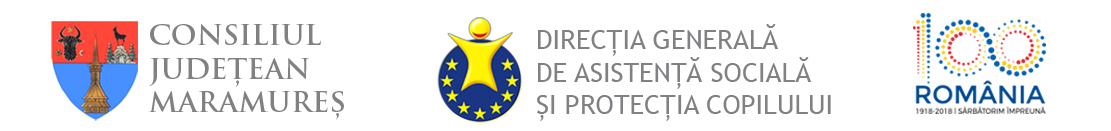 CONSILIUL
JUDEȚEAN
MARAMUREȘ
DIRECȚIA GENERALĂ
DE ASISTENȚĂ SOCIALĂ
ȘI PROTECȚIA COPILULUI
100
ROMÂNIA
1918-2018 | SĂRBĂTORIM ÎMPREUNĂ